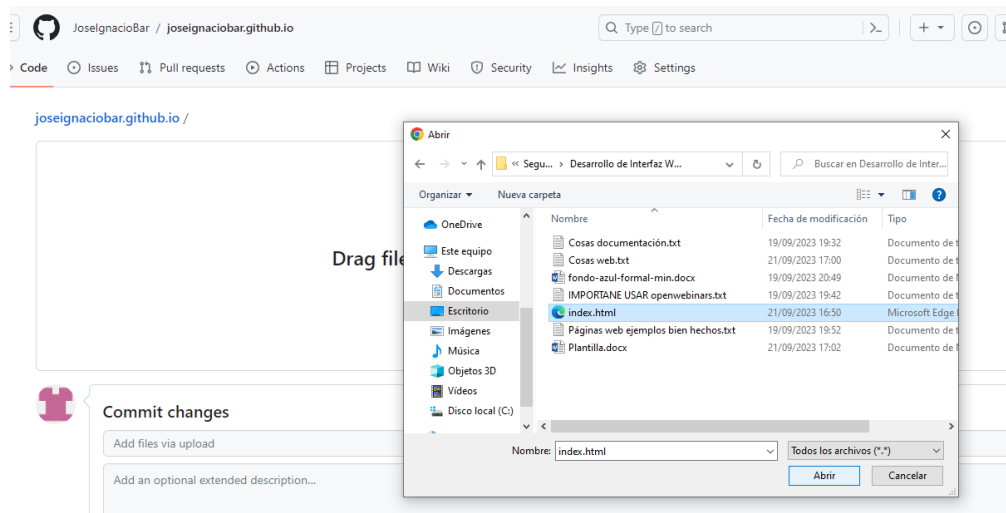 JoseIgnacioBar / joseignaciobar.github.io
Type / to search
Code Issues Pull requests Actions Projects Wiki Security Insights Settings
joseignaciobar.github.io /
Drag file
Abrir
« Segu... › Desarrollo de Interfaz W...
Buscar en Desarrollo de Inter...
Organizar
Nueva carpeta
OneDrive
Este equipo
Descargas
Documentos
Escritorio
Imágenes
Música
Objetos 3D
Vídeos
Disco local (C:)
Nombre Fecha de modificación Tipo
Cosas documentación.txt 19/09/2023 19:32 Documento de t
Cosas web.txt 21/09/2023 17:00 Documento de t
fondo-azul-formal-min.docx 19/09/2023 20:49 Documento de M
IMPORTANE USAR openwebinars.txt 19/09/2023 19:42 Documento de t
index.html 21/09/2023 16:50 Microsoft Edge
Páginas web ejemplos bien hechos.txt 19/09/2023 19:52 Documento de t
Plantilla.docx 21/09/2023 17:02 Documento de M
Nombre: index.html Todos los archivos (*.*)
Abrir Cancelar
Commit changes
Add files via upload
Add an optional extended description...